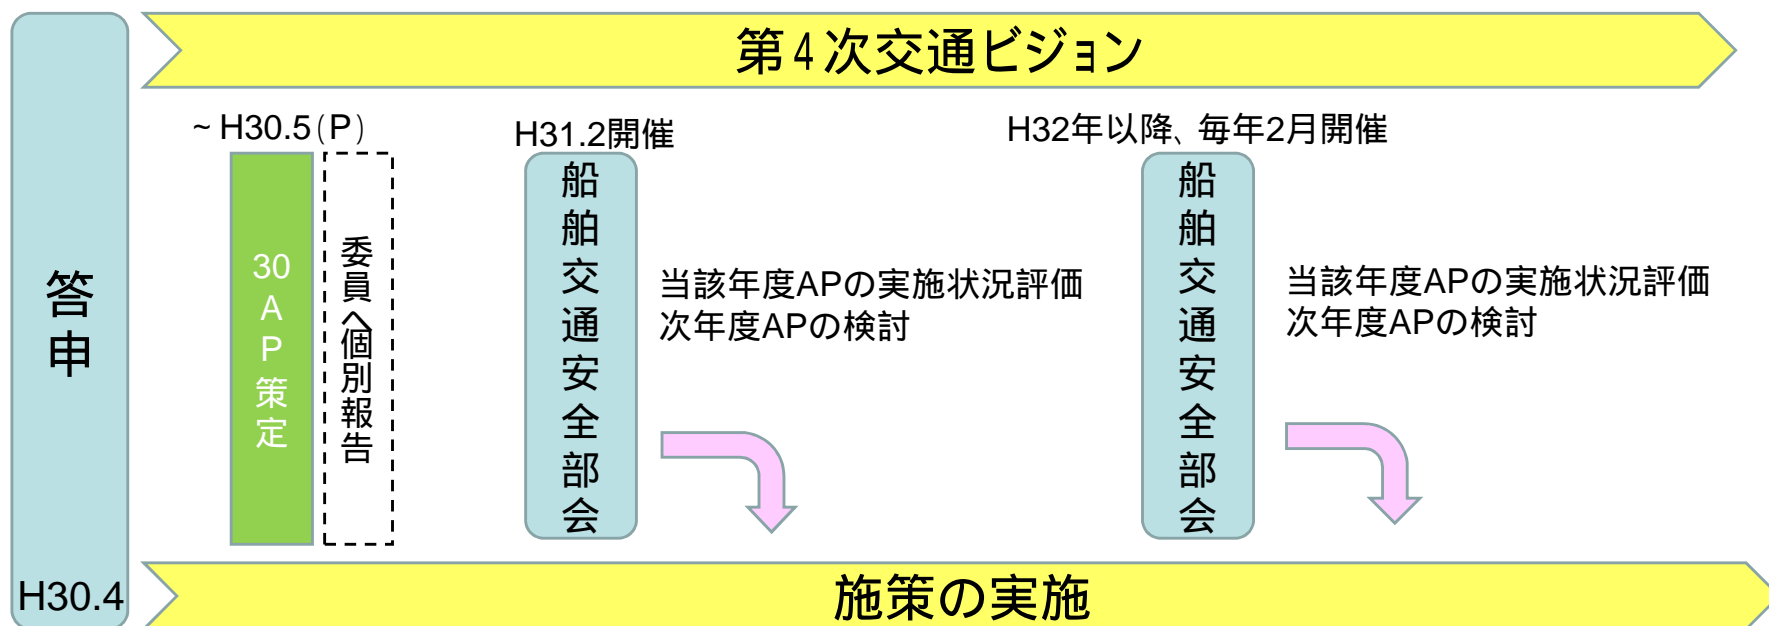 第4次交通ビジョン
答申
H30.4
~H30.5(P)
30AP策定
委員へ個別報告
H31.2開催
船舶交通安全部会
当該年度APの実施状況評価
次年度APの検討
H32年以降、毎年2月開催
船舶交通安全部会
当該年度APの実施状況評価
次年度APの検討
施策の実施